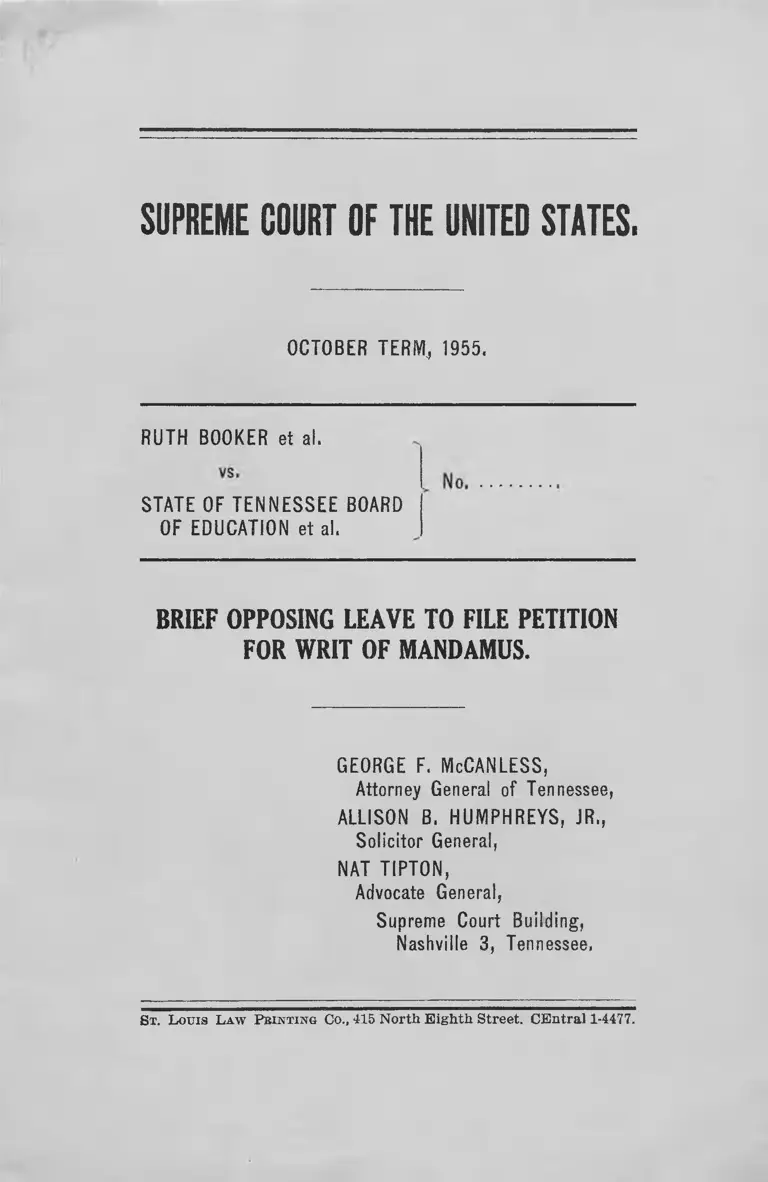 SUPREME COURT OF THE UNITED STATES.
OCTOBER TERM, 1955.
RUTH BOOKER et al.
vs.
STATE OF TENNESSEE BOARD
OF EDUCATION et al.
No. .........
BRIEF OPPOSING LEAVE TO FILE PETITION
FOR WRIT OF MANDAMUS.
GEORGE F. McCANLESS,
Attorney General of Tennessee,
ALLISON B. HUMPHREYS, JR.,
Solicitor General,
NAT TIPTON,
Advocate General,
Supreme Court Building,
Nashville 3, Tennessee.
St. Louis Law Printing Co., 415 North Eighth Street. CEntral 1-4477.